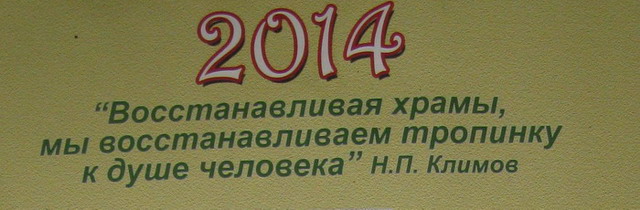 2014
“Восстанавливая храмы,
мы восстанавливаем тропинку
к душе человека” Н.П. Климов